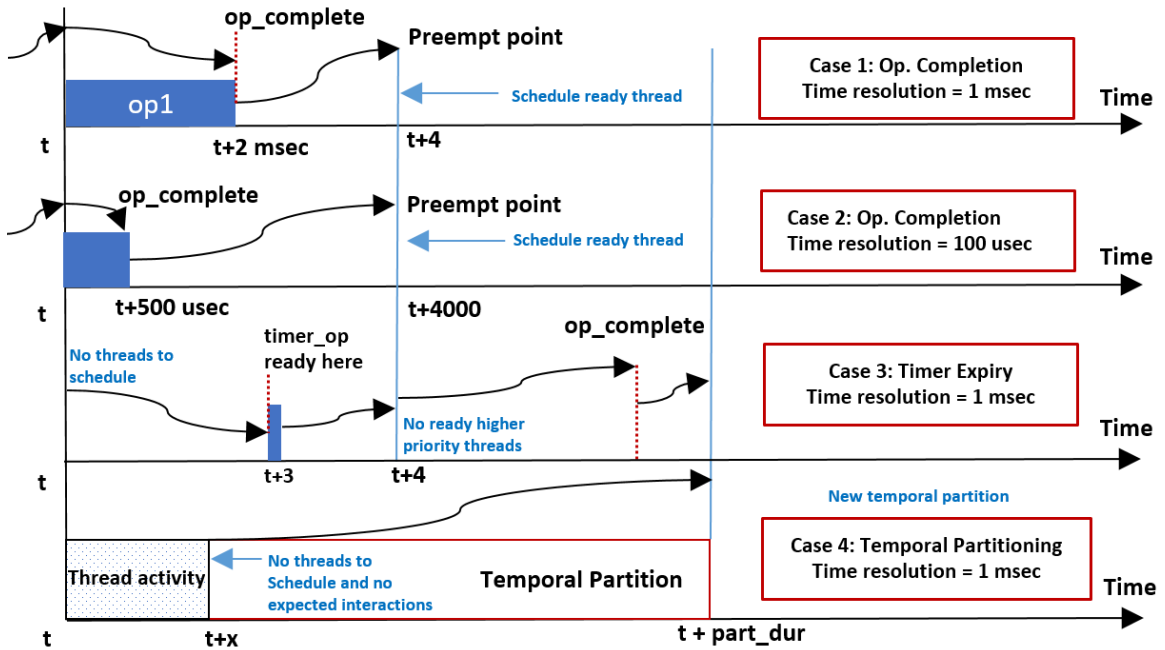 op_complete
Preempt point
Case 1: Op. Completion
Time resolution = 1 msec
op1
Schedule ready thread
Time
t
t+2 msec
t+4
op_complete
Preempt point
Case 2: Op. Completion
Time resolution = 100 usec
Schedule ready thread
Time
t
t+500 usec
t+4000
No threads to
schedule
timer_op
ready here
op_complete
Case 3: Timer Expiry
Time resolution = 1 msec
No ready higher
priority threads
Time
t
t+3
t+4
New temporal partition
Thread activity
No threads to
Schedule and no
expected interactions
Temporal Partition
Case 4: Temporal Partitioning
Time resolution = 1 msec
Time
t
t+x
t + part_dur